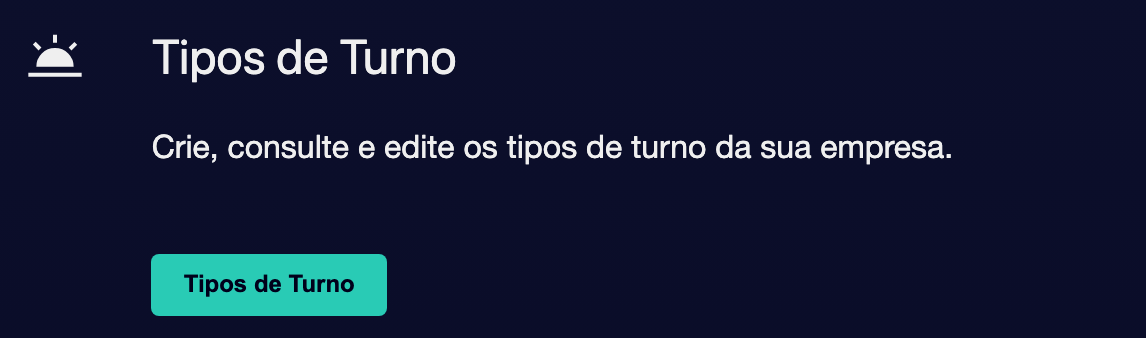 Tipos de Turno
Crie, consulte e edite os tipos de turno da sua empresa.
Tipos de Turno